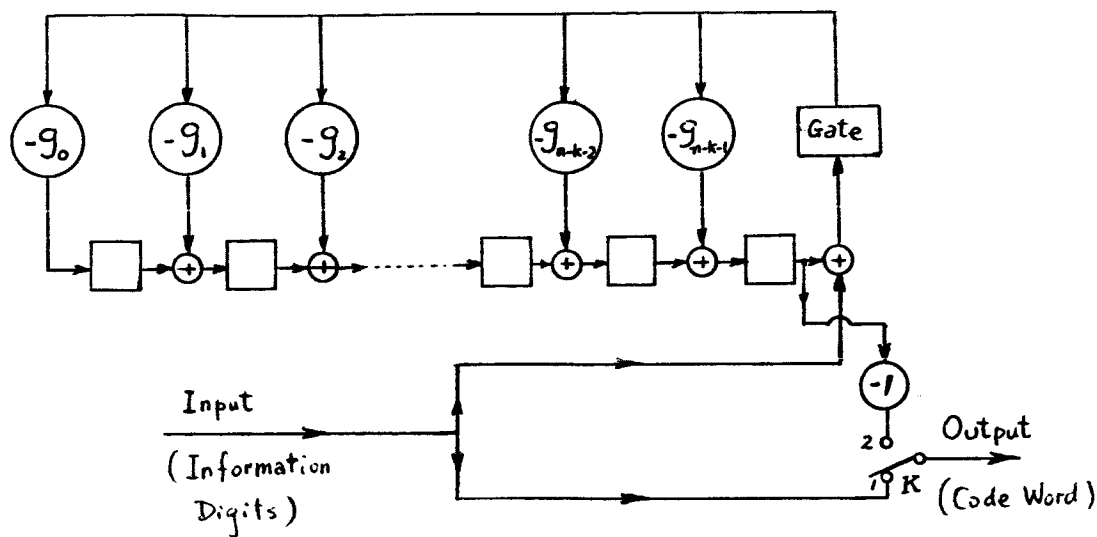 -g₀ -g₁ -g₂ -gₙ₋ₖ₋₂ -gₙ₋ₖ₋₁ Gate
+ + + + +
-1
Input
2
Output
(Information
1 K
(Code Word)
Digits)